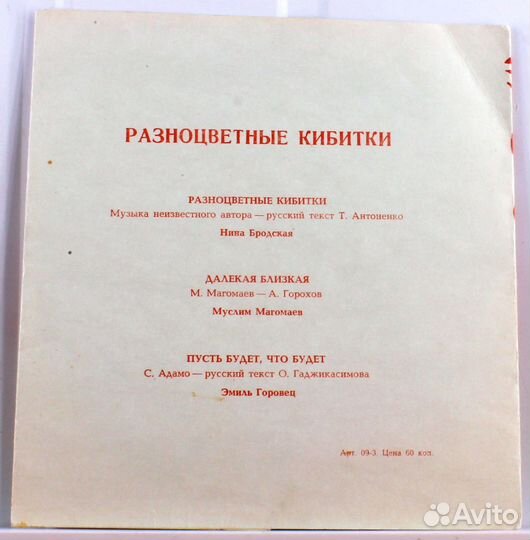 РАЗНОЦВЕТНЫЕ КИБИТКИ
РАЗНОЦВЕТНЫЕ КИБИТКИ
Музыка неизвестного автора — русский текст Т. Антоненко
Нина Бродская
ДАЛЕКАЯ БЛИЗКАЯ
М. Магомаев — А. Горохов
Муслим Магомаев
ПУСТЬ БУДЕТ, ЧТО БУДЕТ
С. Адамо — русский текст О. Гаджикасимова
Эмиль Горовец
Арт. 09-3. Цена 60 коп.
Avito